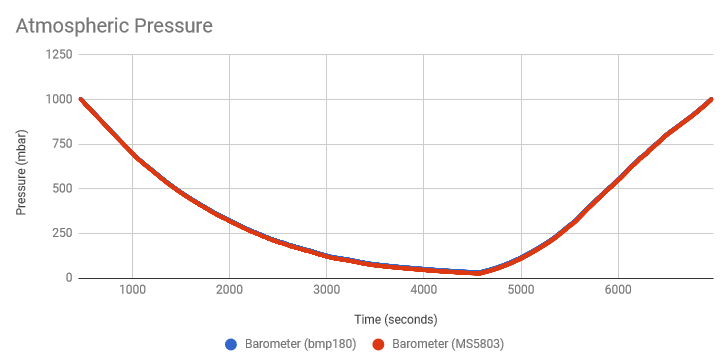 Atmospheric Pressure
1250
1000
750
500
250
0
Pressure (mbar)
1000 2000 3000 4000 5000 6000
Time (seconds)
Barometer (bmp180) Barometer (MS5803)